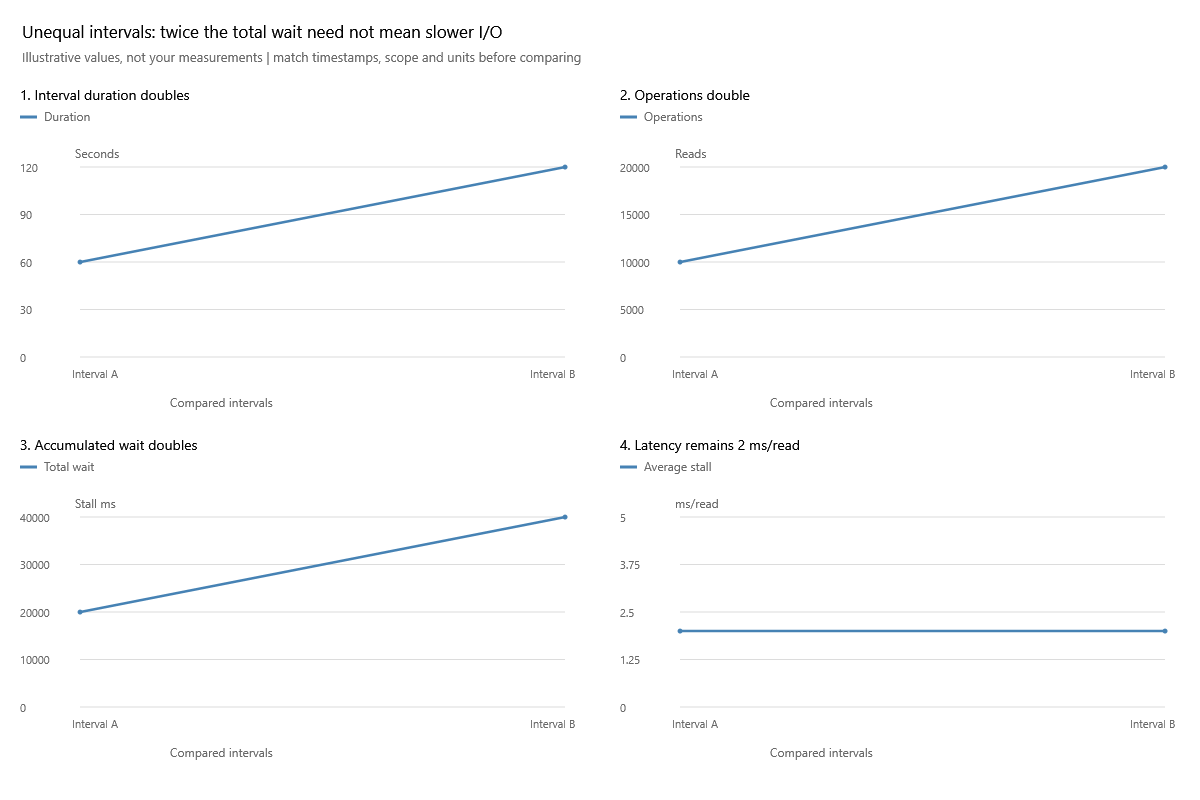 Unequal intervals: twice the total wait need not mean slower I/O
Illustrative values, not your measurements | match timestamps, scope and units before comparing
1. Interval duration doubles
Duration
Seconds
120
90
60
30
0
Interval A
Interval B
Compared intervals
2. Operations double
Operations
Reads
20000
15000
10000
5000
0
Interval A
Interval B
Compared intervals
3. Accumulated wait doubles
Total wait
Stall ms
40000
30000
20000
10000
0
Interval A
Interval B
Compared intervals
4. Latency remains 2 ms/read
Average stall
ms/read
5
3.75
2.5
1.25
0
Interval A
Interval B
Compared intervals